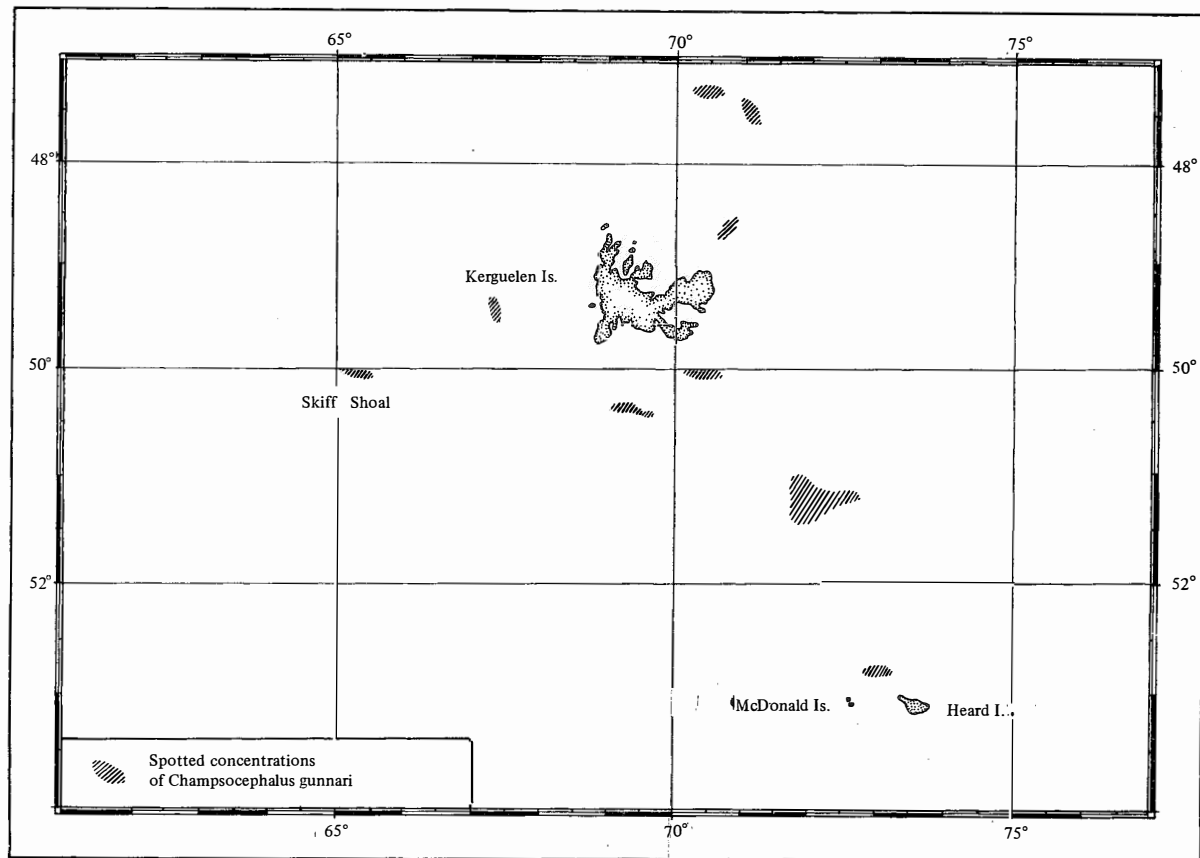 65°
70°
75°
48°
48°
Kerguelen Is.
50°
50°
Skiff Shoal
52°
52°
McDonald Is.
Heard I.
Spotted concentrations
of Champsocephalus gunnari
65°
70°
75°